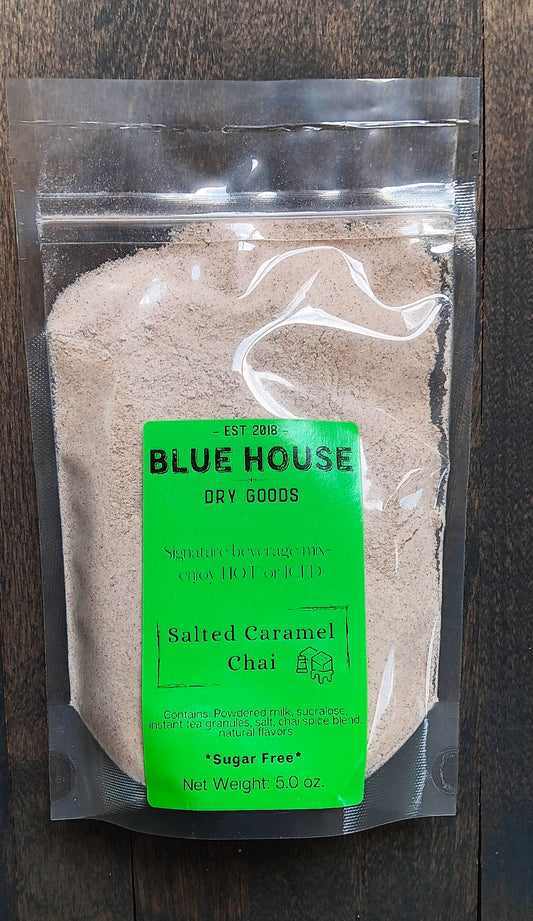 - EST 2018 -
BLUE HOUSE
DRY GOODS
Signature beverage mix-
enjoy HOT or ICED
Salted Caramel
Chai
Contains: Powdered milk, sucralose,
instant tea granules, salt, chai spice blend,
natural flavors
*Sugar Free*
Net Weight: 5.0 oz.